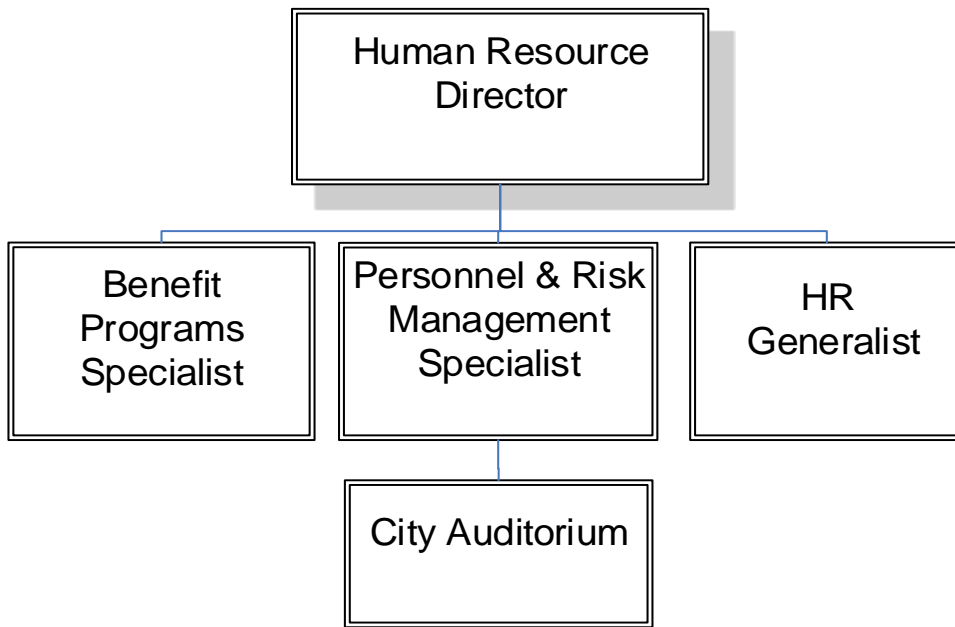 Human Resource
Director
Benefit
Programs
Specialist
Personnel & Risk
Management
Specialist
HR
Generalist
City Auditorium